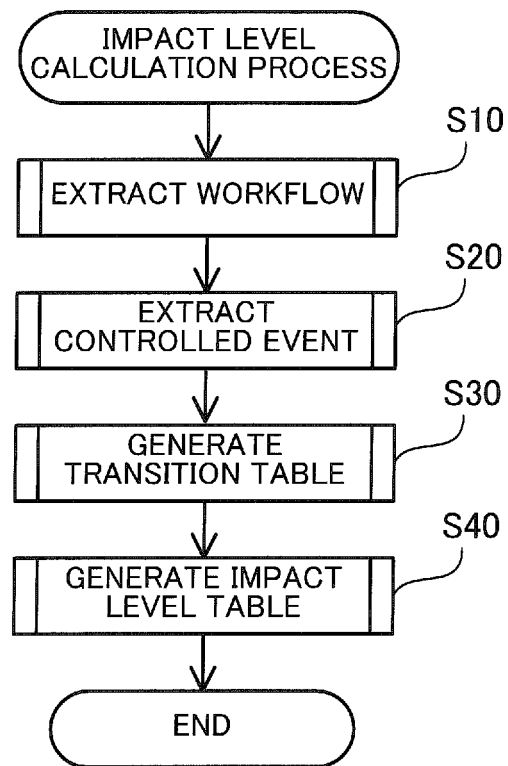 IMPACT LEVEL
CALCULATION PROCESS
S10
EXTRACT WORKFLOW
S20
EXTRACT
CONTROLLED EVENT
S30
GENERATE
TRANSITION TABLE
S40
GENERATE IMPACT
LEVEL TABLE
END